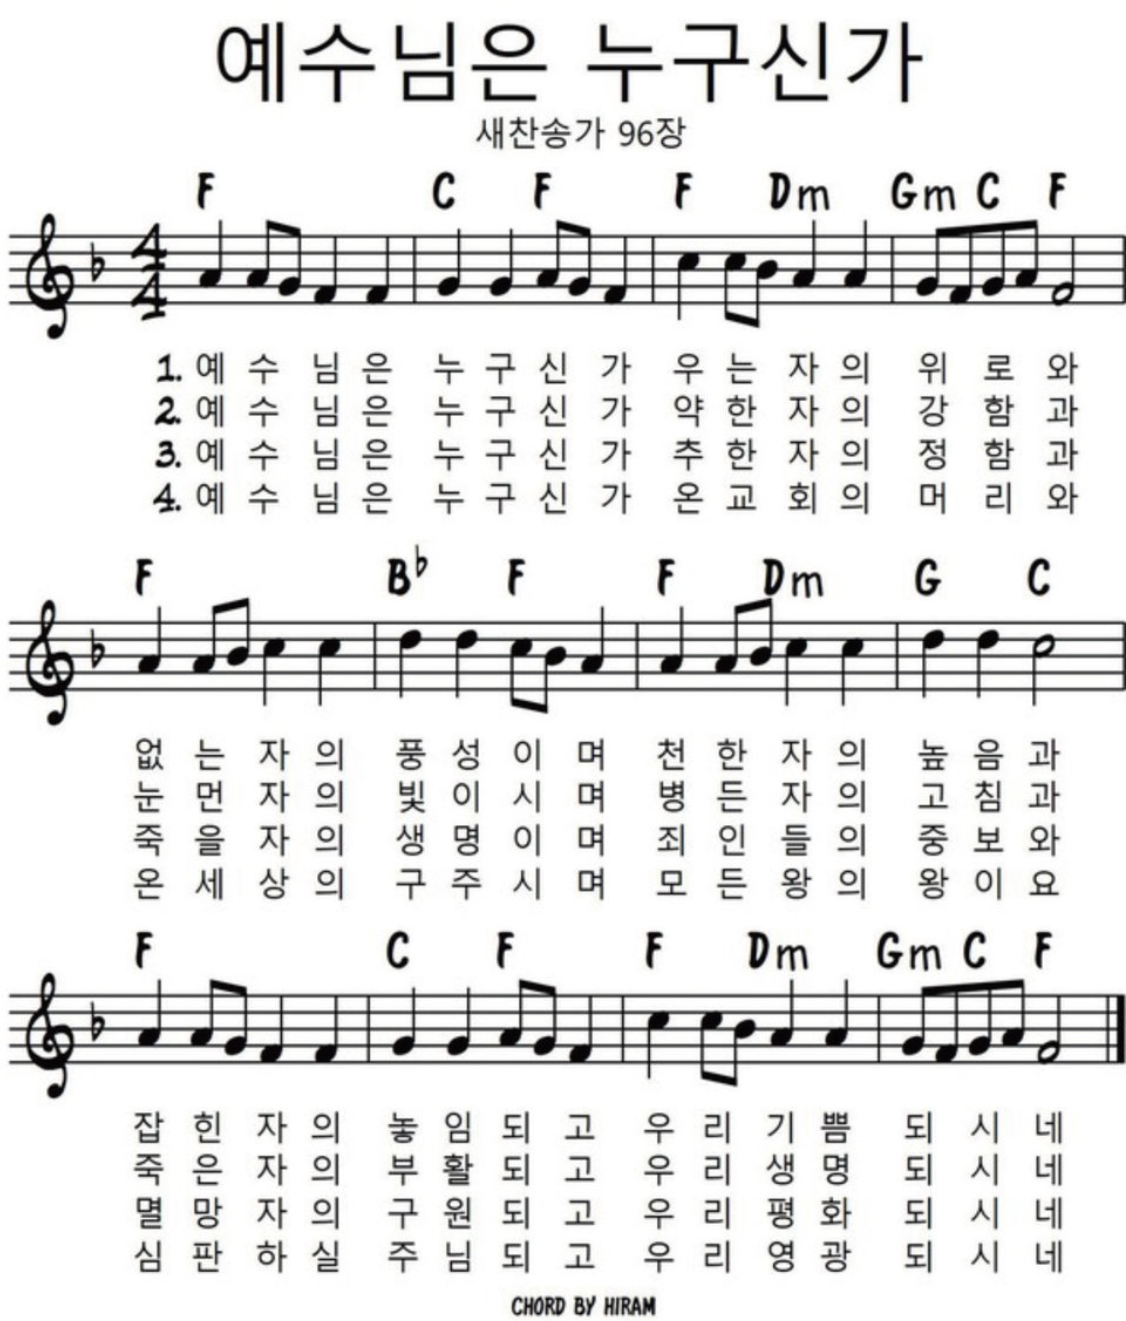 예수님은 누구신가
새찬송가 96장
F C F F Dm Gm C F
1. 예 수 님 은 누 구 신 가 우 는 자 의 위 로 와
2. 예 수 님 은 누 구 신 가 약 한 자 의 강 함 과
3. 예 수 님 은 누 구 신 가 추 한 자 의 정 함 과
4. 예 수 님 은 누 구 신 가 온 교 회 의 머 리 와
F B♭ F F Dm G C
없 는 자 의 풍 성 이 며 천 한 자 의 높 음 과
눈 먼 자 의 빛 이 시 며 병 든 자 의 고 침 과
죽 을 자 의 생 명 이 며 죄 인 들 의 중 보 와
온 세 상 의 구 주 시 며 모 든 왕 의 왕 이 요
F C F F Dm Gm C F
잡 힌 자 의 놓 임 되 고 우 리 기 쁨 되 시 네
죽 은 자 의 부 활 되 고 우 리 생 명 되 시 네
멸 망 자 의 구 원 되 고 우 리 평 화 되 시 네
심 판 하 실 주 님 되 고 우 리 영 광 되 시 네
CHORD BY HIRAM